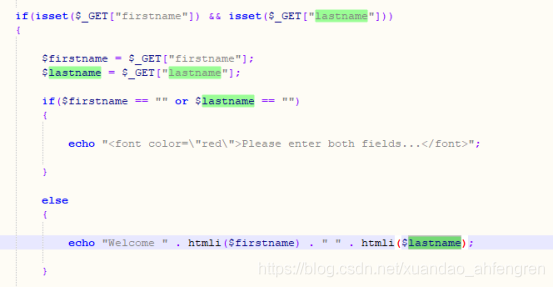 if(isset($_GET["firstname"]) && isset($_GET["lastname"]))
{
$firstname = $_GET["firstname"];
$lastname = $_GET["lastname"];
if($firstname == "" or $lastname == "")
{
echo "<font color=\"red\">Please enter both fields...</font>";
}
else
{
echo "Welcome " . htmli($firstname) . " " . htmli($lastname);
}
https://blog.csdn.net/xuandao_ahfengren